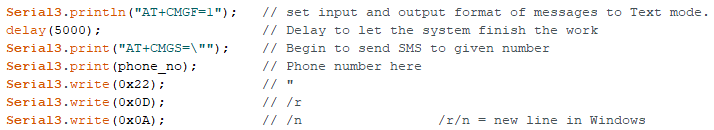 Serial3.println("AT+CMGF=1");   // set input and output format of messages to Text mode.
delay(5000);                     // Delay to let the system finish the work
Serial3.print("AT+CMGS=\"");    // Begin to send SMS to given number
Serial3.print(phone_no);         // Phone number here
Serial3.write(0x22);             // "
Serial3.write(0x0D);             // /r
Serial3.write(0x0A);             // /n                    /r/n = new line in Windows